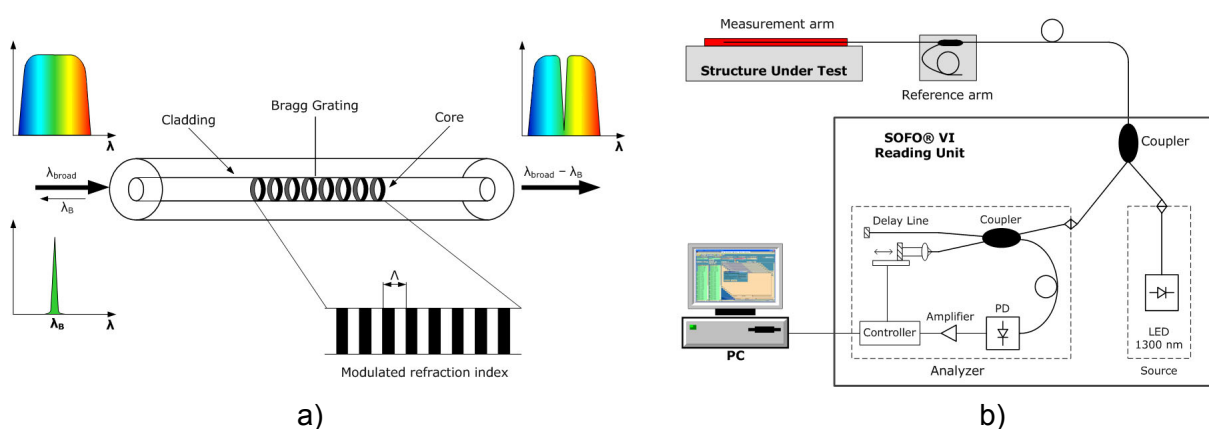 λ
λ
Bragg Grating
Cladding
Core
λbroad
λB
λbroad – λB
λB
λ
Λ
Modulated refraction index
a)
Measurement arm
Structure Under Test
Reference arm
SOFO® VI
Reading Unit
Coupler
Delay Line
Coupler
Amplifier
PD
Controller
PC
LED
1300 nm
Analyzer
Source
b)